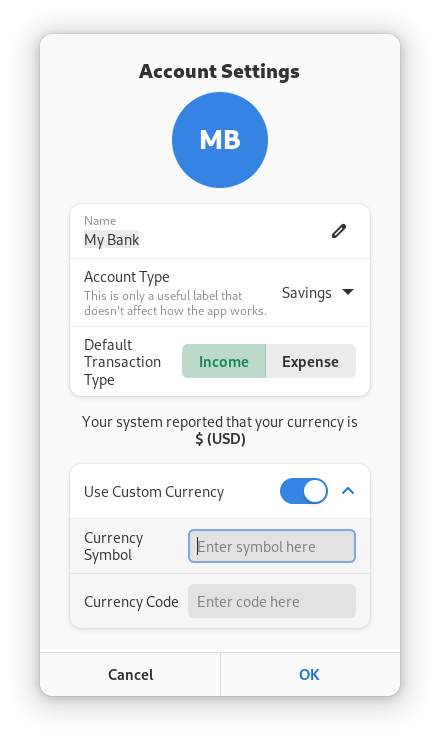 Account Settings
MB
Name
My Bank
Account Type
This is only a useful label that
doesn't affect how the app works.
Savings
Default
Transaction
Type
Income
Expense
Your system reported that your currency is
$ (USD)
Use Custom Currency
Currency
Symbol
Enter symbol here
Currency Code
Enter code here
Cancel
OK